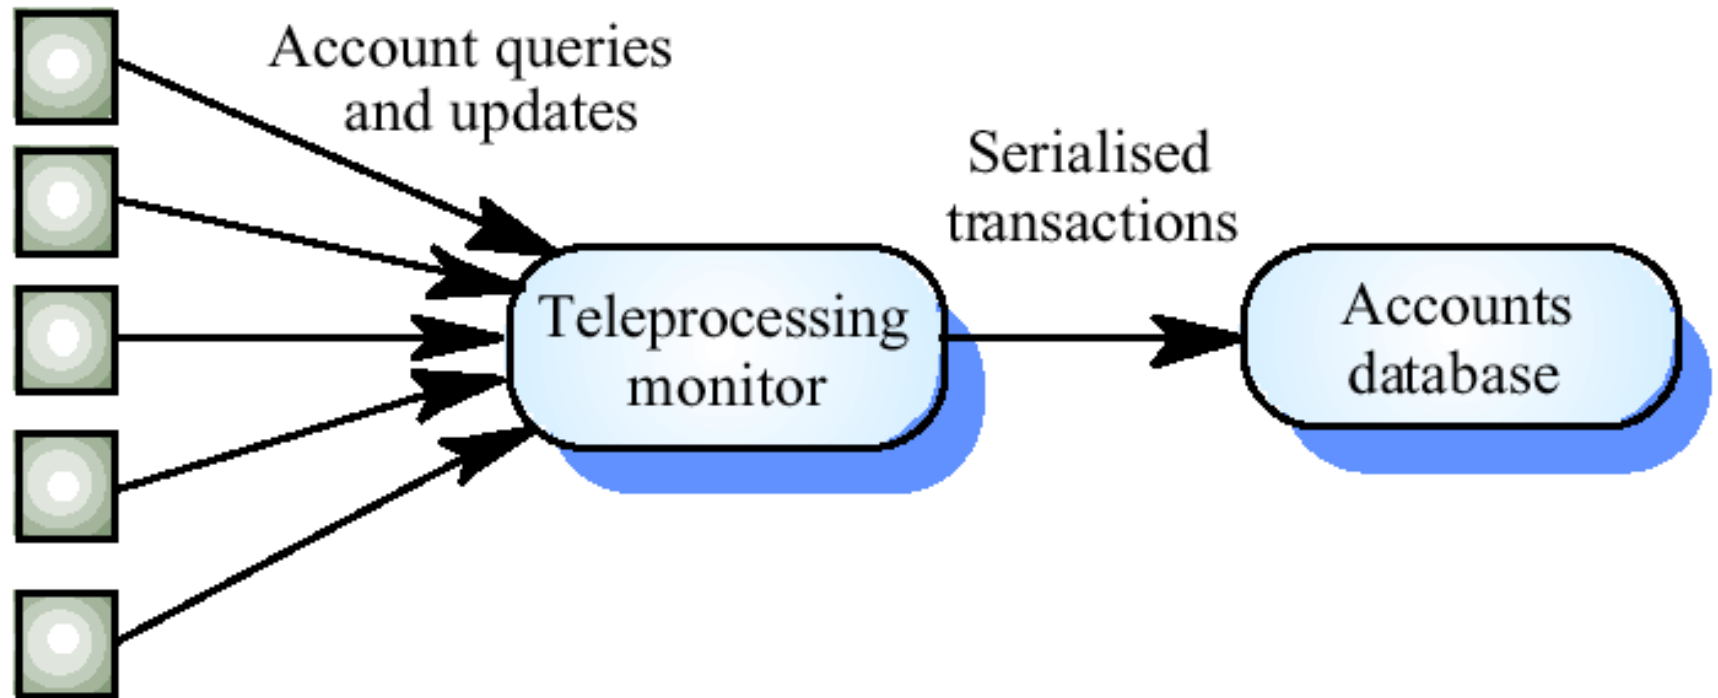 Account queries
and updates
Serialised
transactions
Teleprocessing
monitor
Accounts
database